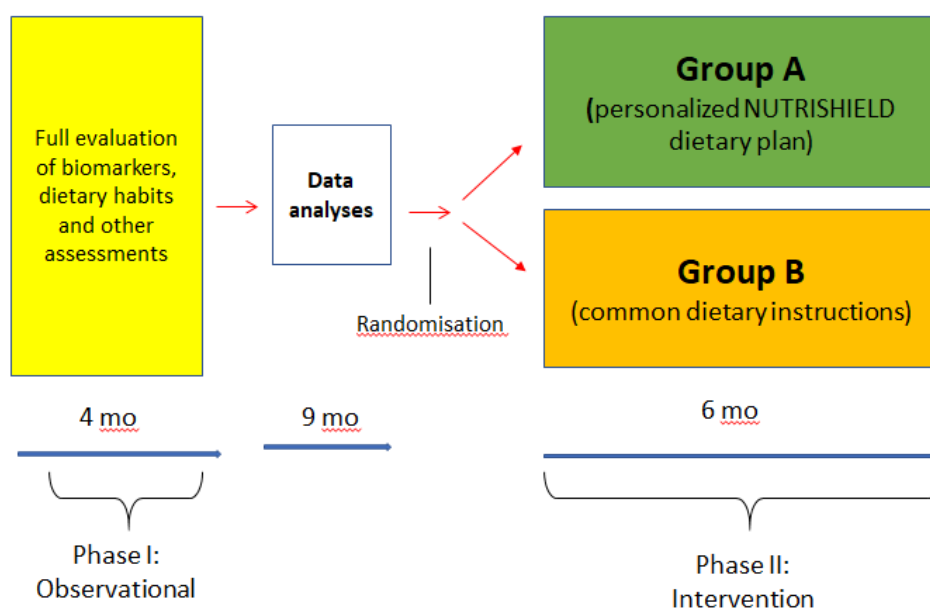 Full evaluation
of biomarkers,
dietary habits
and other
assessments
Data
analyses
Randomisation
Group A
(personalized NUTRISHIELD
dietary plan)
Group B
(common dietary instructions)
4 mo
9 mo
6 mo
Phase I:
Observational
Phase II:
Intervention